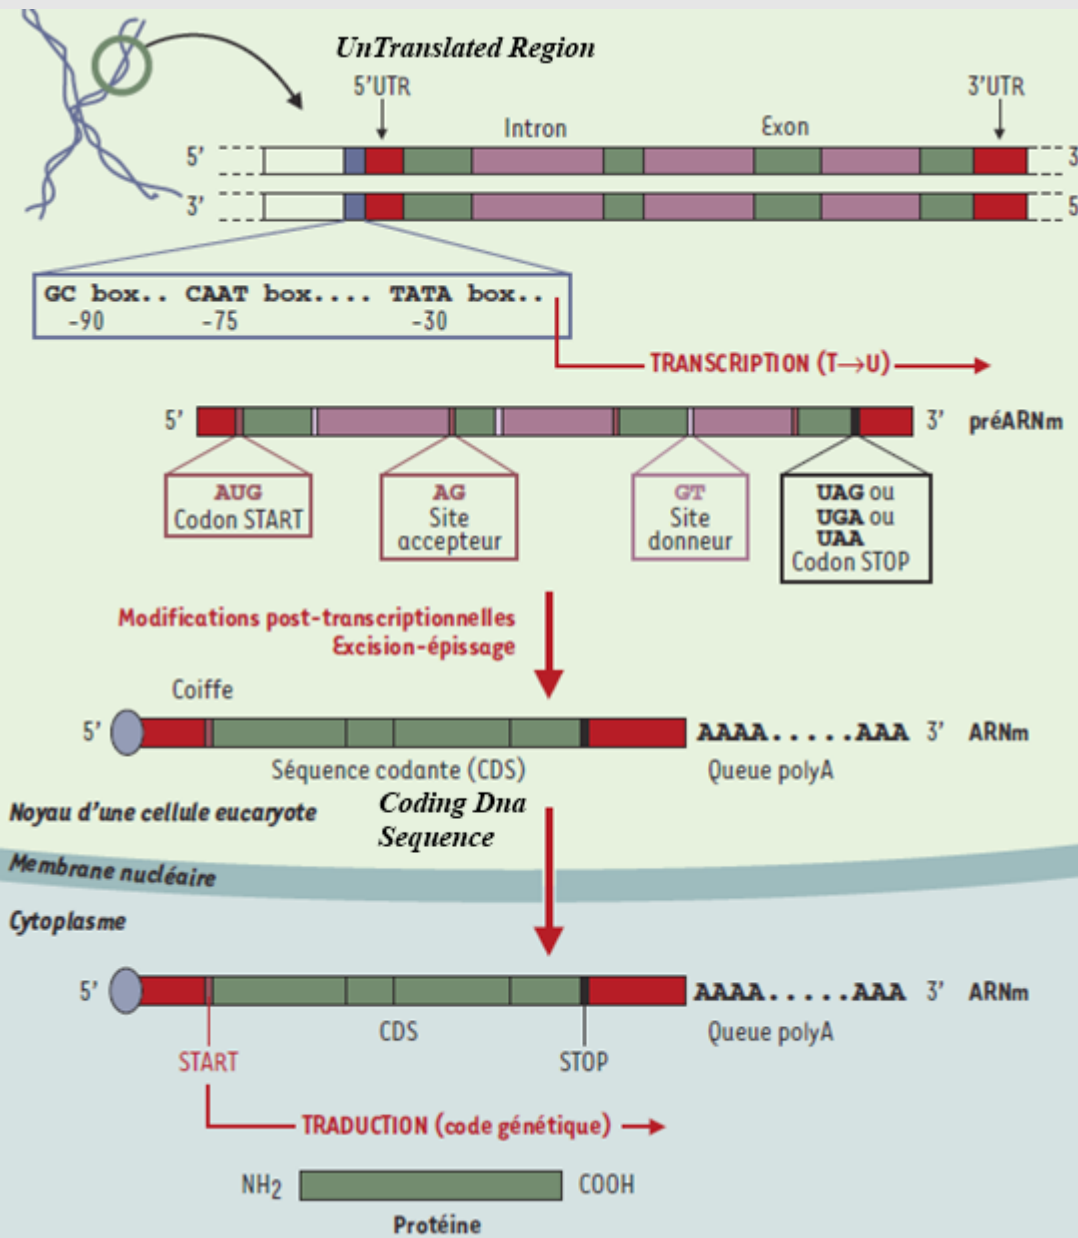 UnTranslated Region
5'UTR
3'UTR
Intron
Exon
5'
3
3'
5
GC box.. CAAT box.... TATA box..
-90
-75
-30
TRANSCRIPTION (T→U)
5'
3'
préARNm
AUG
Codon START
AG
Site
accepteur
GT
Site
donneur
UAG ou
UGA ou
UAA
Codon STOP
Modifications post-transcriptionnelles
Excision-épissage
Coiffe
5'
AAAA.....AAA 3' ARNm
Séquence codante (CDS)
Queue polyA
Noyau d'une cellule eucaryote
Coding Dna
Sequence
Membrane nucléaire
Cytoplasme
5'
AAAA.....AAA 3' ARNm
CDS
Queue polyA
START
STOP
TRADUCTION (code génétique)
NH2
COOH
Protéine